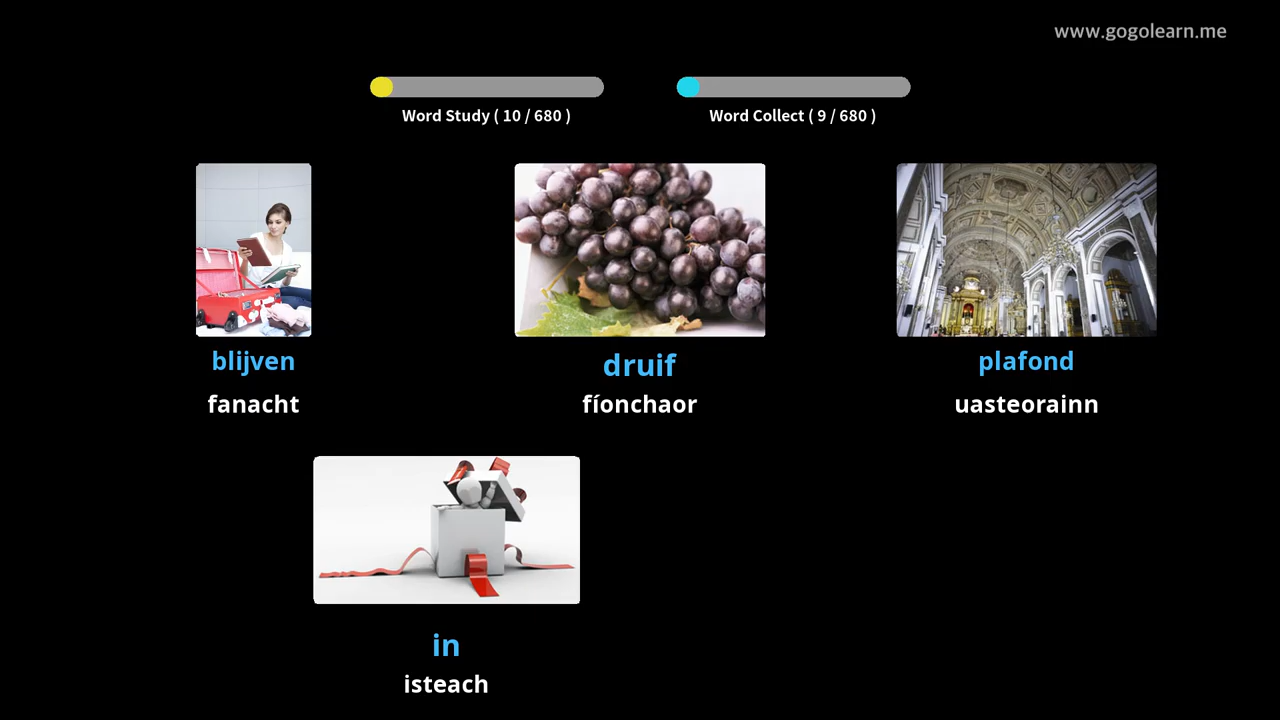 www.gogolearn.me
Word Study ( 10 / 680 )
Word Collect ( 9 / 680 )
blijven
fanacht
druif
fíonchaor
plafond
uasteorainn
in
isteach